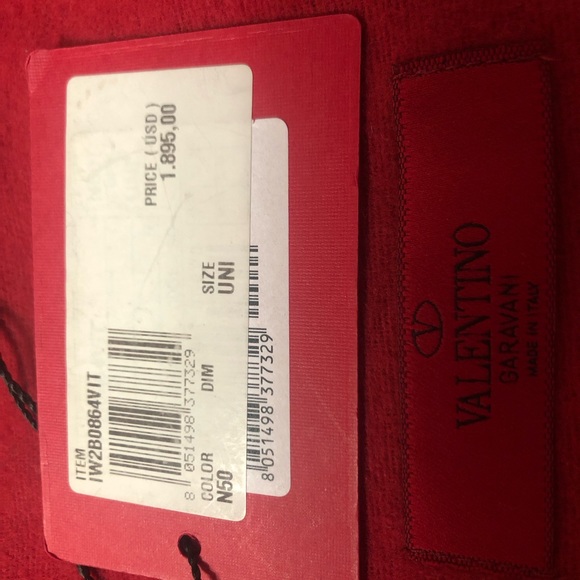 ITEM
IW2B0864VIT
8 051498 377329
COLOR DIM SIZE
N50 UNI
PRICE ( USD )
1.895,00
8 051498 377329
V
VALENTINO
GARAVANI
MADE IN ITALY